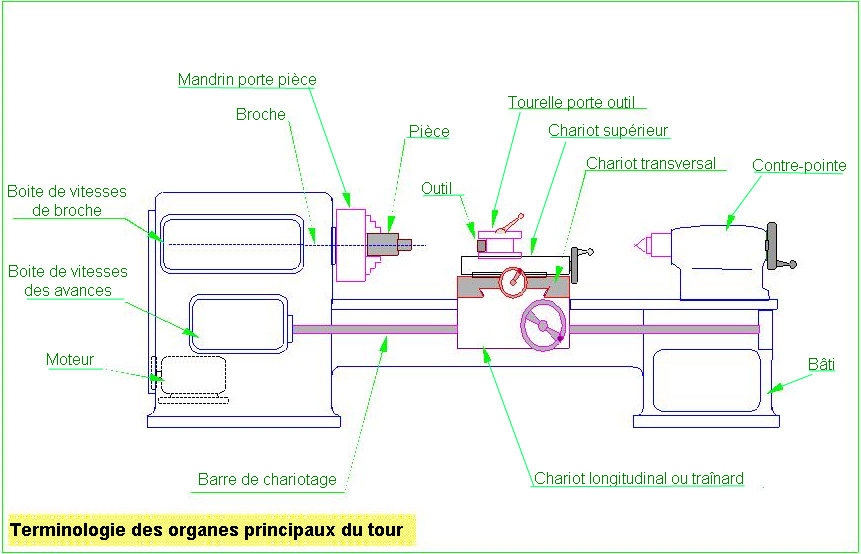 Mandrin porte pièce
Broche
Pièce
Tourelle porte outil
Chariot supérieur
Chariot transversal
Contre-pointe
Outil
Boite de vitesses
de broche
Boite de vitesses
des avances
Moteur
Bâti
Barre de chariotage
Chariot longitudinal ou traînard
Terminologie des organes principaux du tour